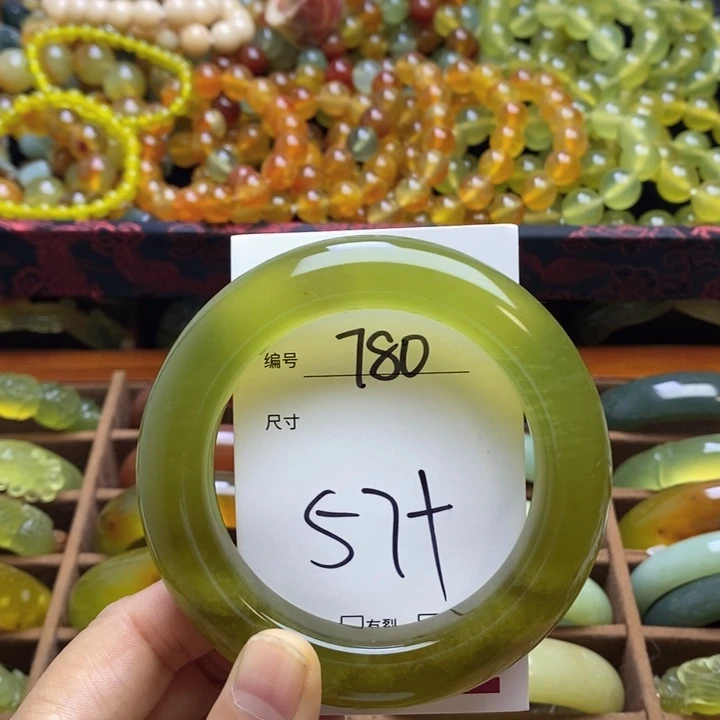 编号 780
尺寸
57+
□有裂 □